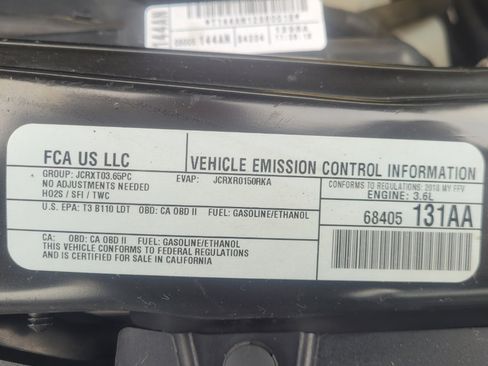 144AN
FCA US LLC
VEHICLE EMISSION CONTROL INFORMATION
GROUP: JCRXT03.65PC
EVAP: JCRXR0150RKA
NO ADJUSTMENTS NEEDED
HO2S / SFI / TWC
CONFORMS TO REGULATIONS: 2018 MY FFV
ENGINE: 3.6L
U.S. EPA: T3 B110 LDT OBD: CA OBD II FUEL: GASOLINE/ETHANOL
68405 131AA
CA: OBD: CA OBD II FUEL: GASOLINE/ETHANOL
THIS VEHICLE CONFORMS TO FEDERAL REGULATIONS
AND IS CERTIFIED FOR SALE IN CALIFORNIA